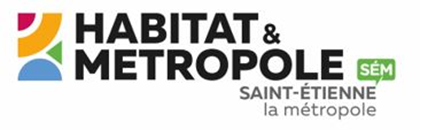 HABITAT &
METROPOLE SÉM
SAINT-ÉTIENNE
la métropole